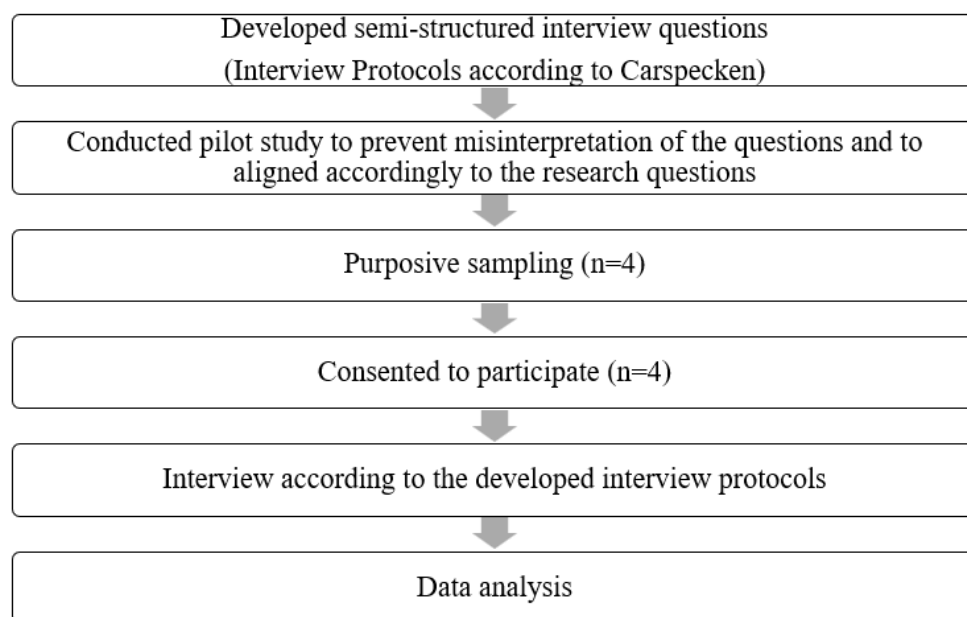 Developed semi-structured interview questions
(Interview Protocols according to Carspecken)
Conducted pilot study to prevent misinterpretation of the questions and to
aligned accordingly to the research questions
Purposive sampling (n=4)
Consented to participate (n=4)
Interview according to the developed interview protocols
Data analysis